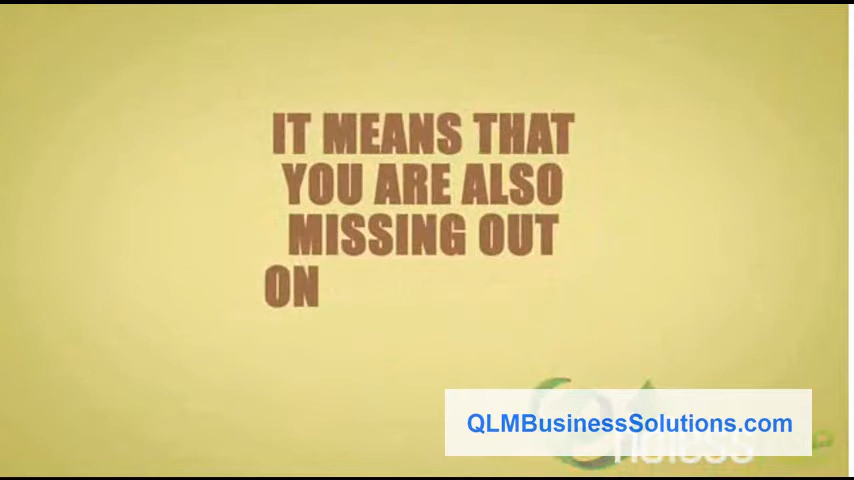 IT MEANS THAT
YOU ARE ALSO
MISSING OUT
ON
QLMBusinessSolutions.com